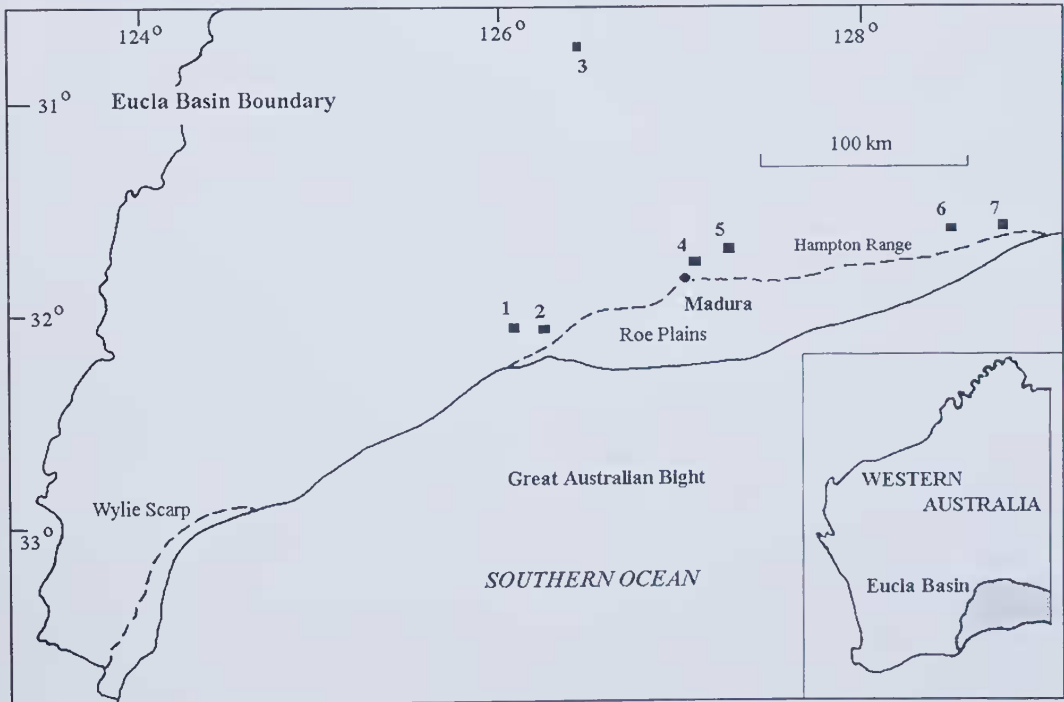 124°
126°
128°
3
31°
Eucla Basin Boundary
100 km
6
7
4
5
Hampton Range
1
2
Madura
32°
Roe Plains
Great Australian Bight
WESTERN
AUSTRALIA
Wylie Scarp
33°
SOUTHERN OCEAN
Eucla Basin